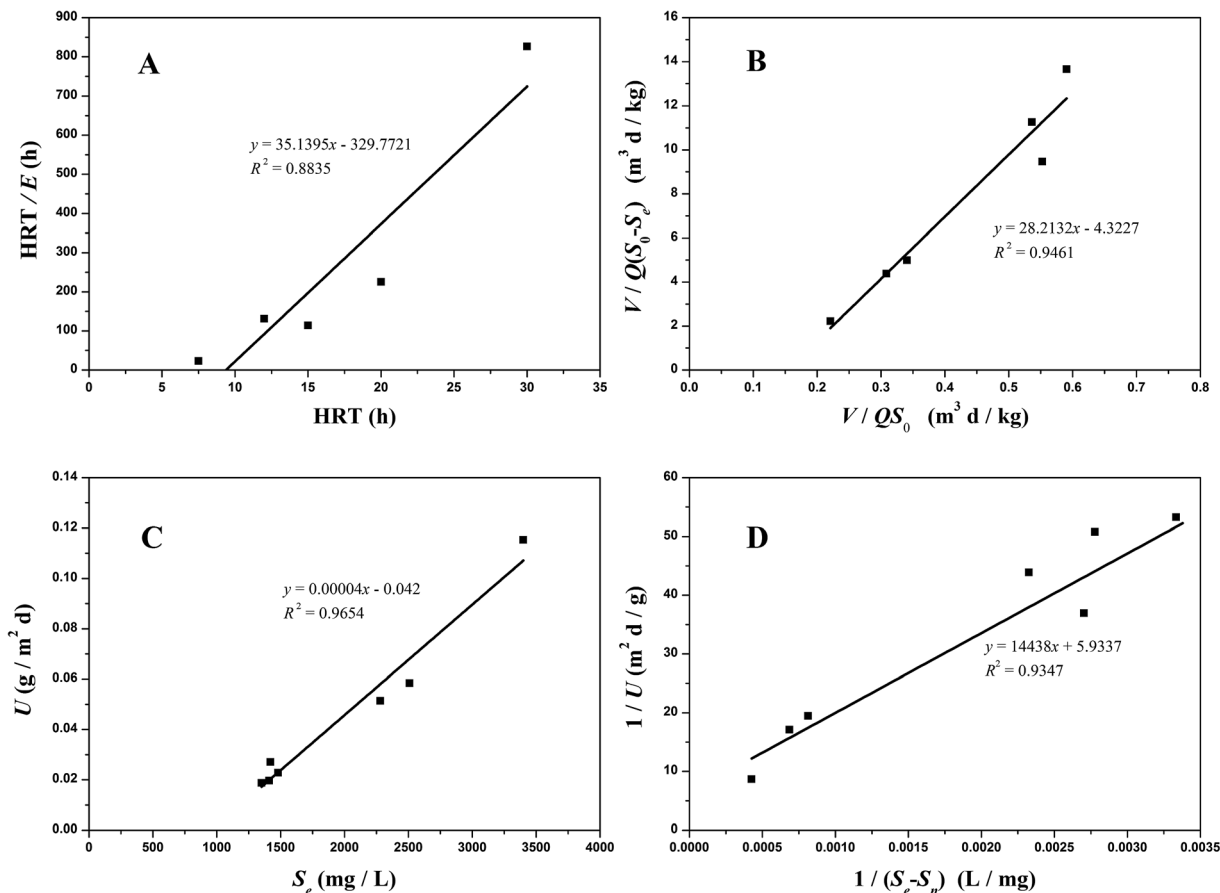 A
y = 35.1395x - 329.7721
R² = 0.8835
HRT / E (h)
900
800
700
600
500
400
300
200
100
0
0 5 10 15 20 25 30 35
HRT (h)
B
y = 28.2132x - 4.3227
R² = 0.9461
V / Q(S₀-Sₑ) (m³ d / kg)
16
14
12
10
8
6
4
2
0
0.0 0.1 0.2 0.3 0.4 0.5 0.6 0.7 0.8
V / QS₀ (m³ d / kg)
C
y = 0.00004x - 0.042
R² = 0.9654
U (g / m² d)
0.14
0.12
0.10
0.08
0.06
0.04
0.02
0.00
0 500 1000 1500 2000 2500 3000 3500 4000
Sₑ (mg / L)
D
y = 14438x + 5.9337
R² = 0.9347
1 / U (m² d / g)
60
50
40
30
20
10
0
0.0000 0.0005 0.0010 0.0015 0.0020 0.0025 0.0030 0.0035
1 / (Sₑ-Sₙ) (L / mg)